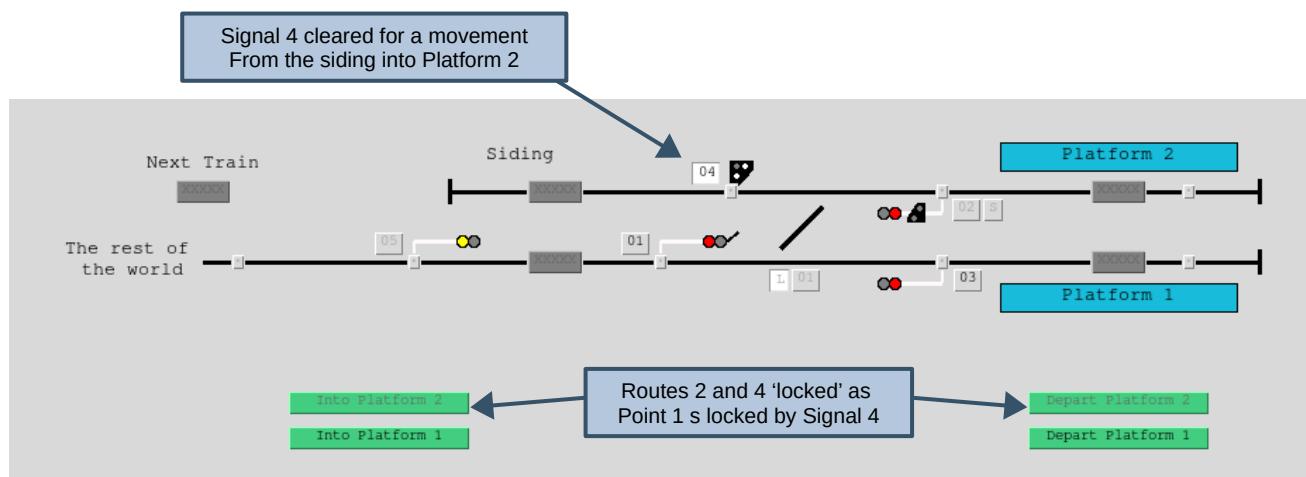 Signal 4 cleared for a movement
From the siding into Platform 2
Next Train
XXXXX
Siding
XXXXX
04
Platform 2
XXXXX
02 S
The rest of
the world
05
XXXXX
01
L 01
03
XXXXX
Platform 1
Routes 2 and 4 ‘locked’ as
Point 1 s locked by Signal 4
Into Platform 2
Into Platform 1
Depart Platform 2
Depart Platform 1